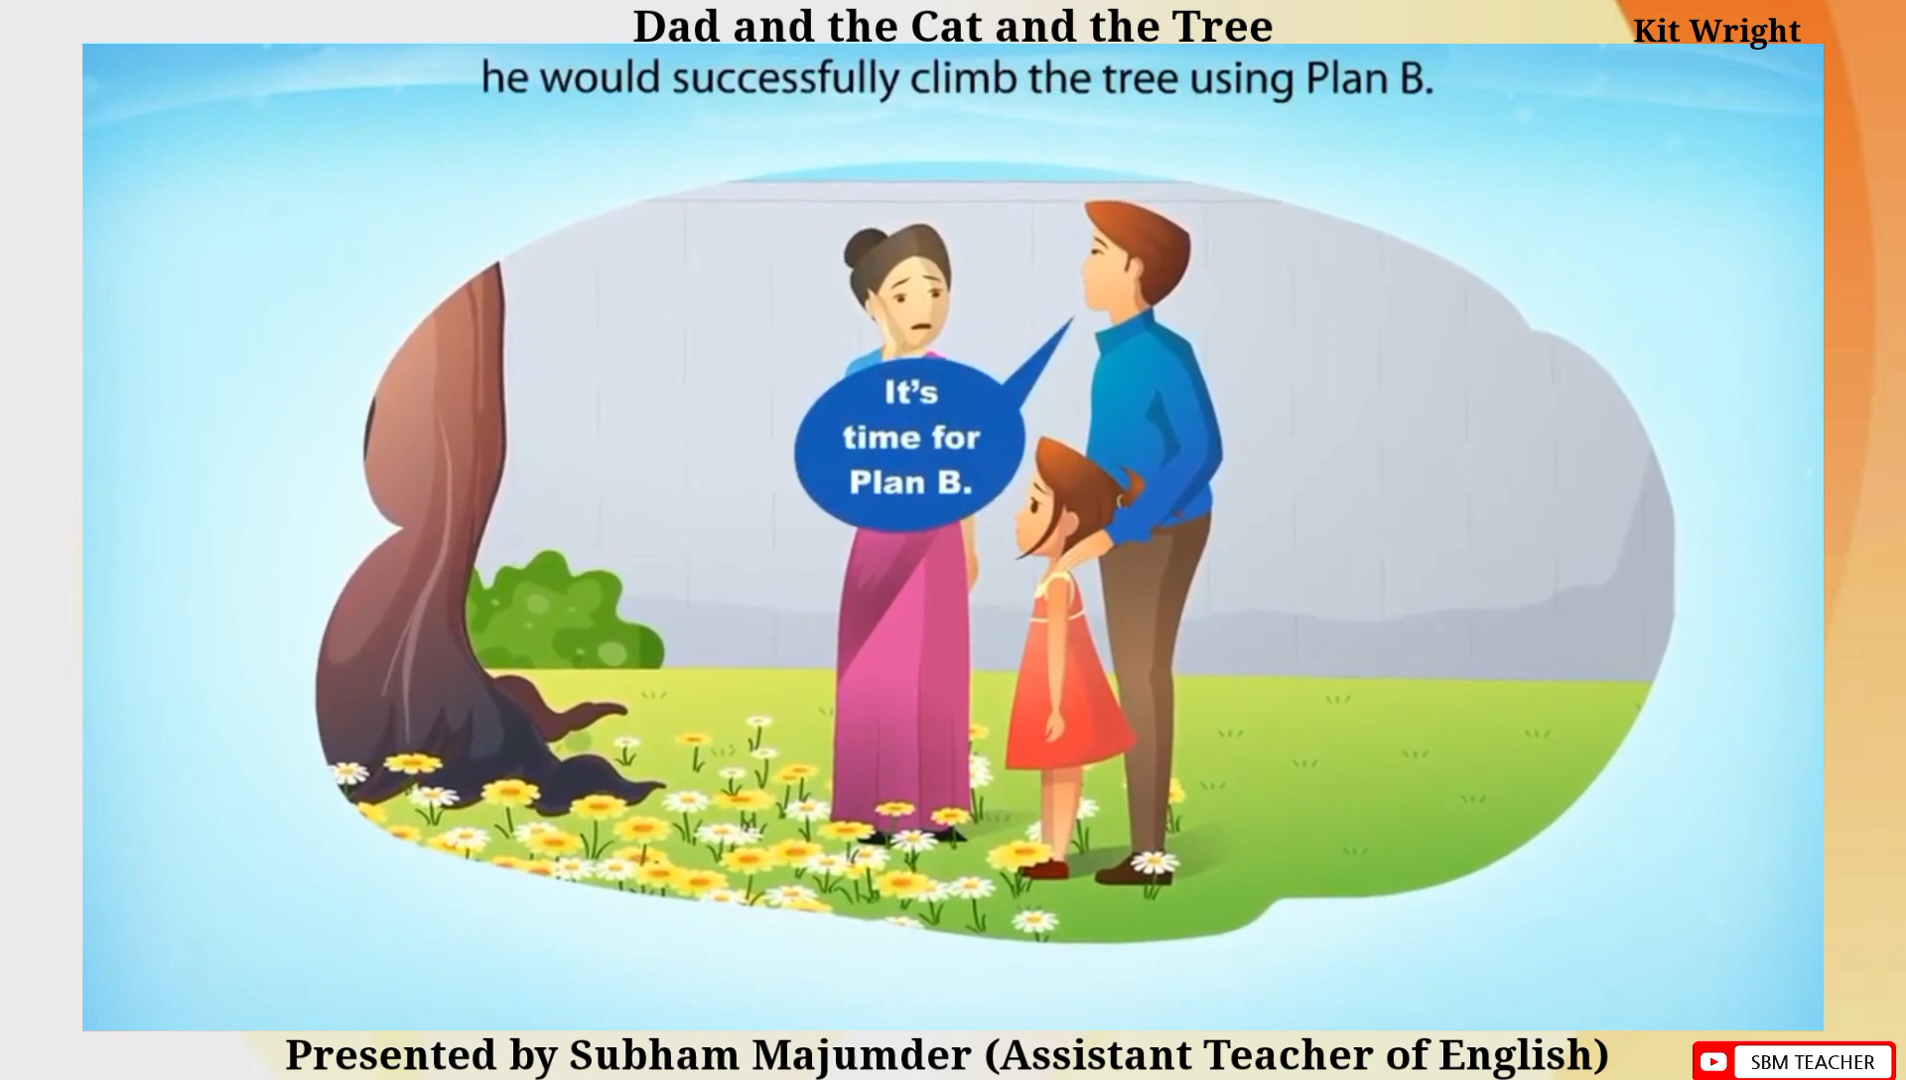 Dad and the Cat and the Tree
Kit Wright
he would successfully climb the tree using Plan B.
It's
time for
Plan B.
Presented by Subham Majumder (Assistant Teacher of English)
SBM TEACHER